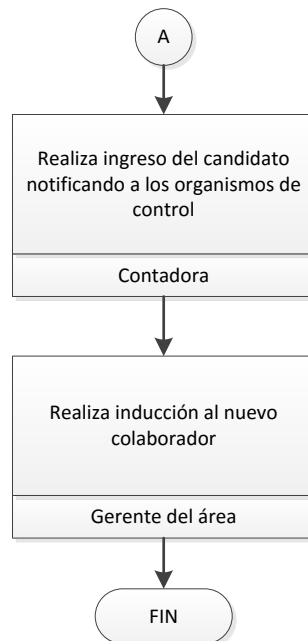 A
Realiza ingreso del candidato
notificando a los organismos de
control
Contadora
Realiza inducción al nuevo
colaborador
Gerente del área
FIN